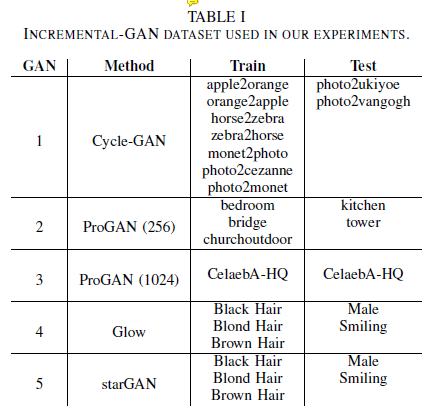 TABLE I
INCREMENTAL-GAN DATASET USED IN OUR EXPERIMENTS.
GAN Method Train Test
1 Cycle-GAN
apple2orange
orange2apple
horse2zebra
zebra2horse
monet2photo
photo2cezanne
photo2monet
photo2ukiyoe
photo2vangogh
2 ProGAN (256)
bedroom
bridge
churchoutdoor
kitchen
tower
3 ProGAN (1024) CelaebA-HQ CelaebA-HQ
4 Glow
Black Hair
Blond Hair
Brown Hair
Male
Smiling
5 starGAN
Black Hair
Blond Hair
Brown Hair
Male
Smiling